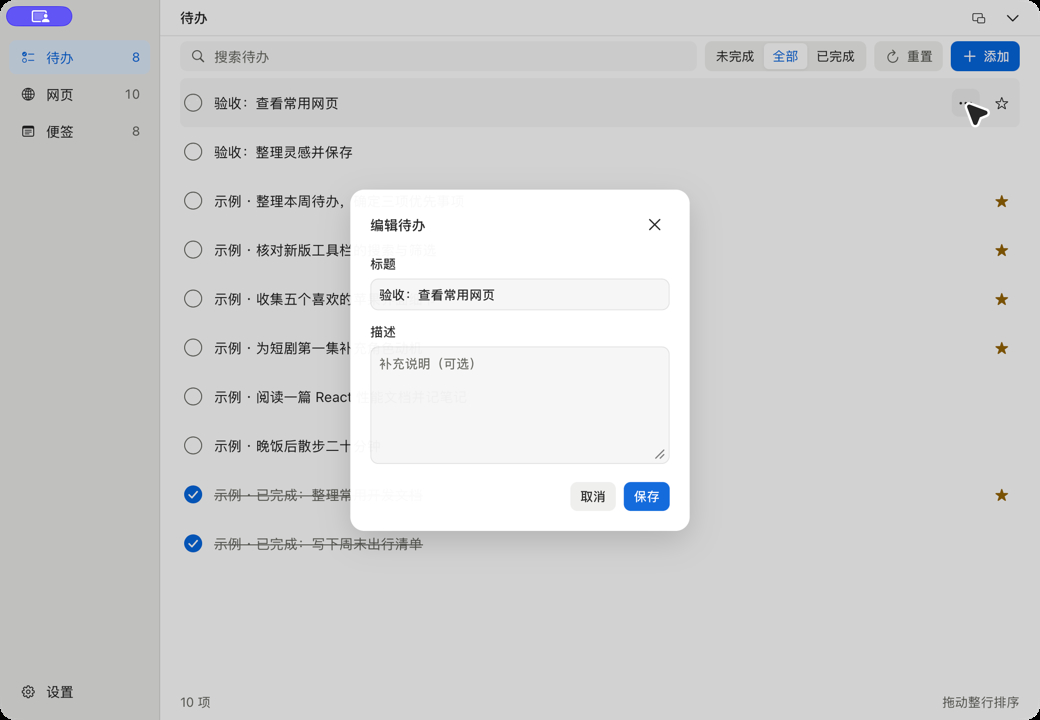 待办
待办 8
网页 10
便签 8
设置
搜索待办
未完成 全部 已完成 重置 添加
验收：查看常用网页
验收：整理灵感并保存
示例 · 整理本周待办，
示例 · 核对新版工具栏
示例 · 收集五个喜欢的
示例 · 为短剧第一集补
示例 · 阅读一篇 React
示例 · 晚饭后散步二十
示例 · 已完成：整理常
示例 · 已完成：写下周末出行清单
编辑待办
标题
验收：查看常用网页
描述
补充说明（可选）
取消 保存
10 项
拖动整行排序